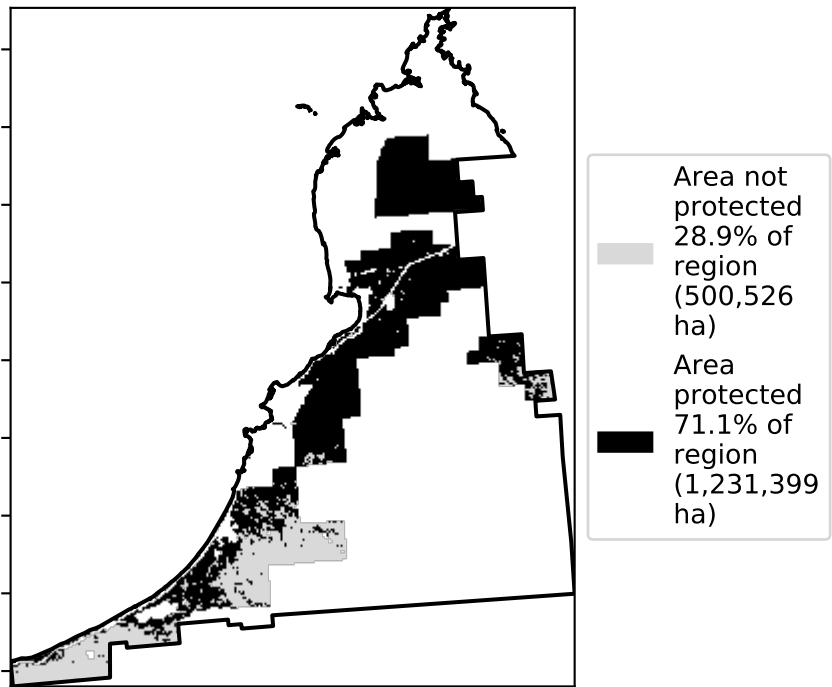 Area not
protected
28.9% of
region
(500,526
ha)
Area
protected
71.1% of
region
(1,231,399
ha)